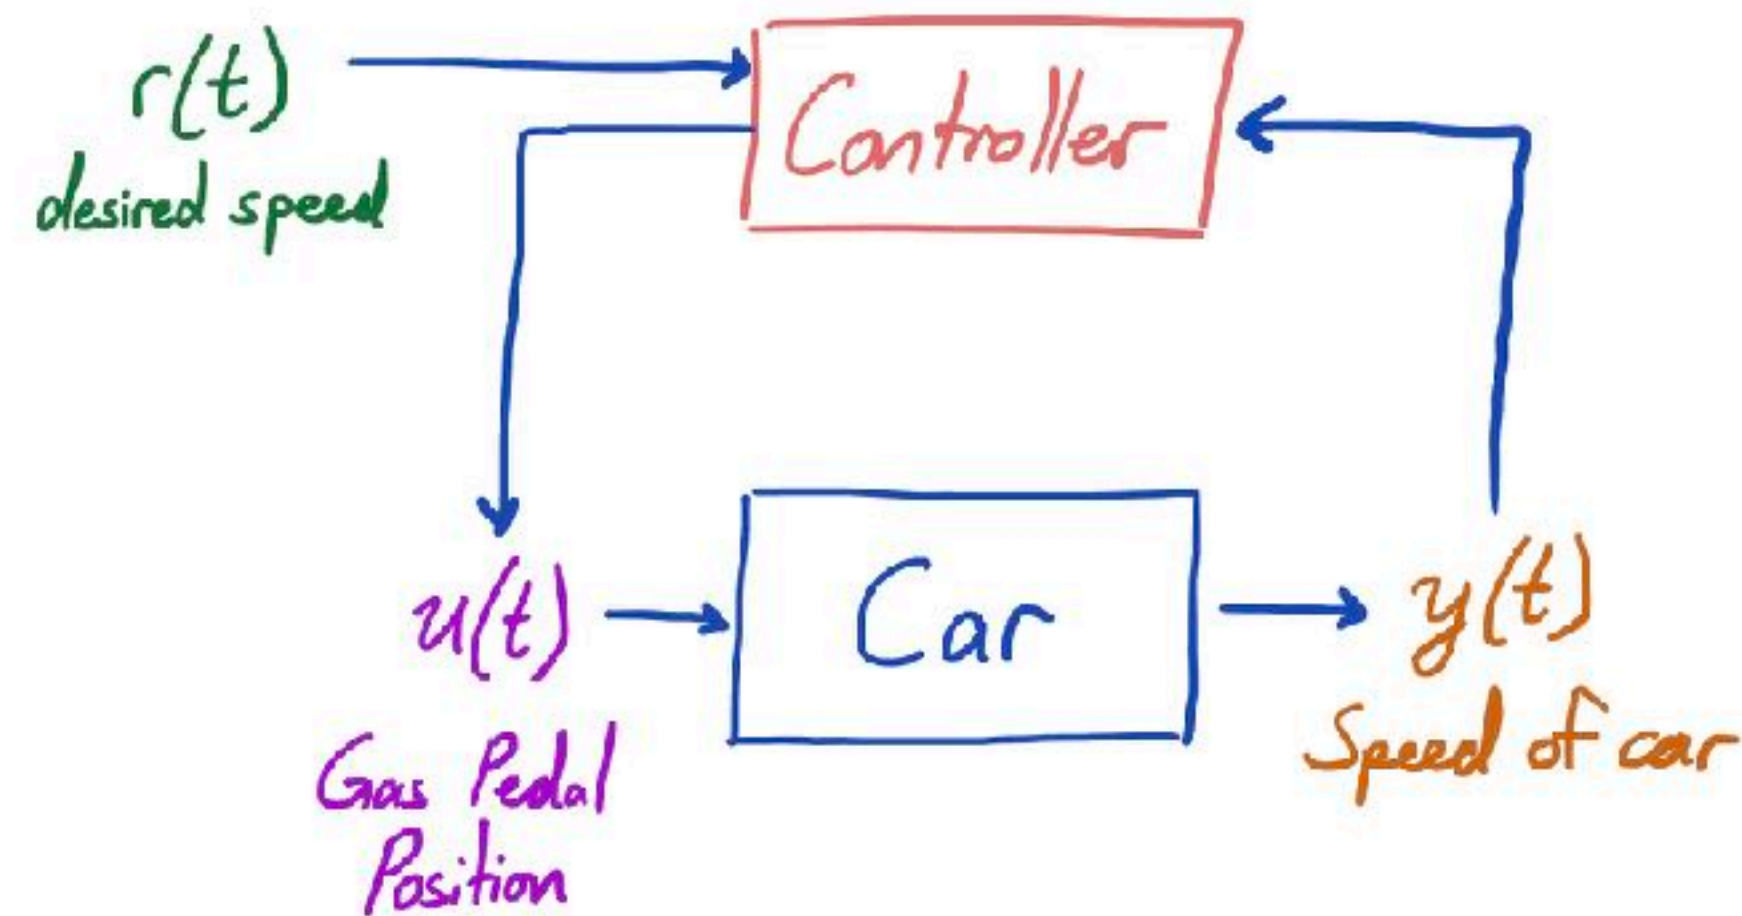 r(t)
desired speed
Controller
u(t)
Gas Pedal
Position
Car
y(t)
Speed of car